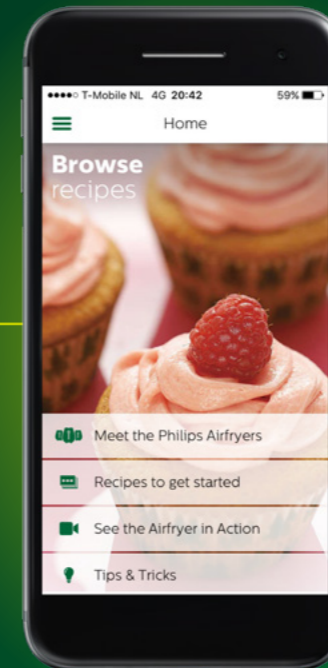 T-Mobile NL 4G 20:42 59%
Home
Browse
recipes
Meet the Philips Airfryers
Recipes to get started
See the Airfryer in Action
Tips & Tricks